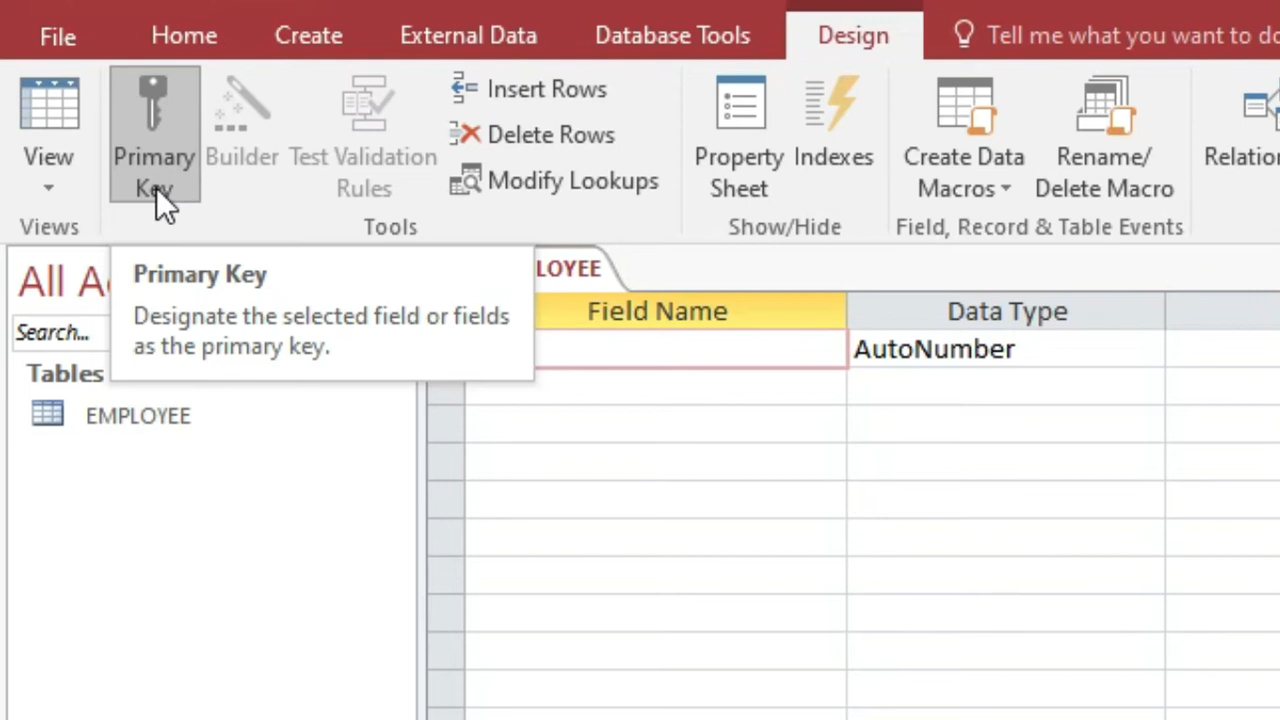 File Home Create External Data Database Tools Design Tell me what you want to do
View
Primary Key
Builder
Test Validation Rules
Insert Rows
Delete Rows
Modify Lookups
Property Sheet
Indexes
Create Data Macros
Rename/ Delete Macro
Views Tools Show/Hide Field, Record & Table Events
All
Search...
Tables
EMPLOYEE
Primary Key
Designate the selected field or fields
as the primary key.
LOYEE
Field Name Data Type
AutoNumber